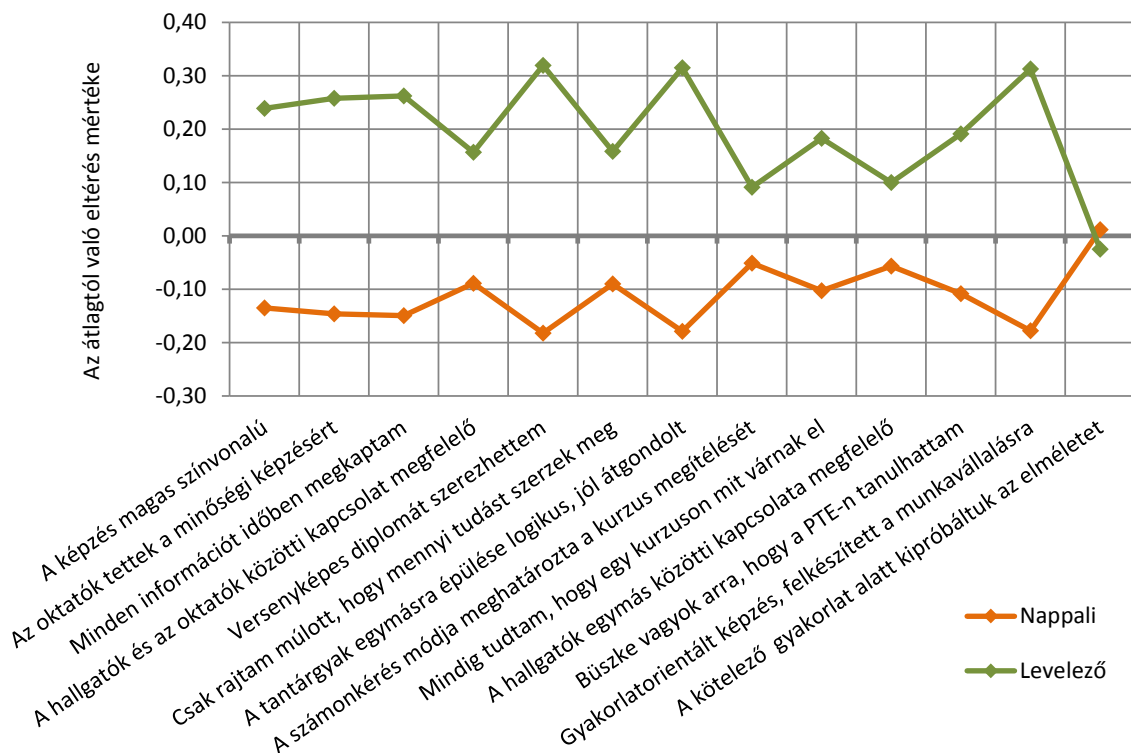 Az átlagtól való eltérés mértéke
0,40
0,30
0,20
0,10
0,00
-0,10
-0,20
-0,30
A képzés magas színvonalú
Az oktatók tettek a minőségi képzésért
Minden információt időben megkaptam
A hallgatók és az oktatók közötti kapcsolat megfelelő
Versenyképes diplomát szerezhettem
Csak rajtam múlott, hogy mennyi tudást szerzek meg
A tantárgyak egymásra épülése logikus, jól átgondolt
A számonkérés módja meghatározta a kurzus megítélését
Mindig tudtam, hogy egy kurzuson mit várnak el
A hallgatók egymás közötti kapcsolata megfelelő
Büszke vagyok arra, hogy a PTE-n tanulhattam
Gyakorlatorientált képzés, felkészített a munkavállalásra
A kötelező gyakorlat alatt kipróbáltuk az elméletet
Nappali
Levelező